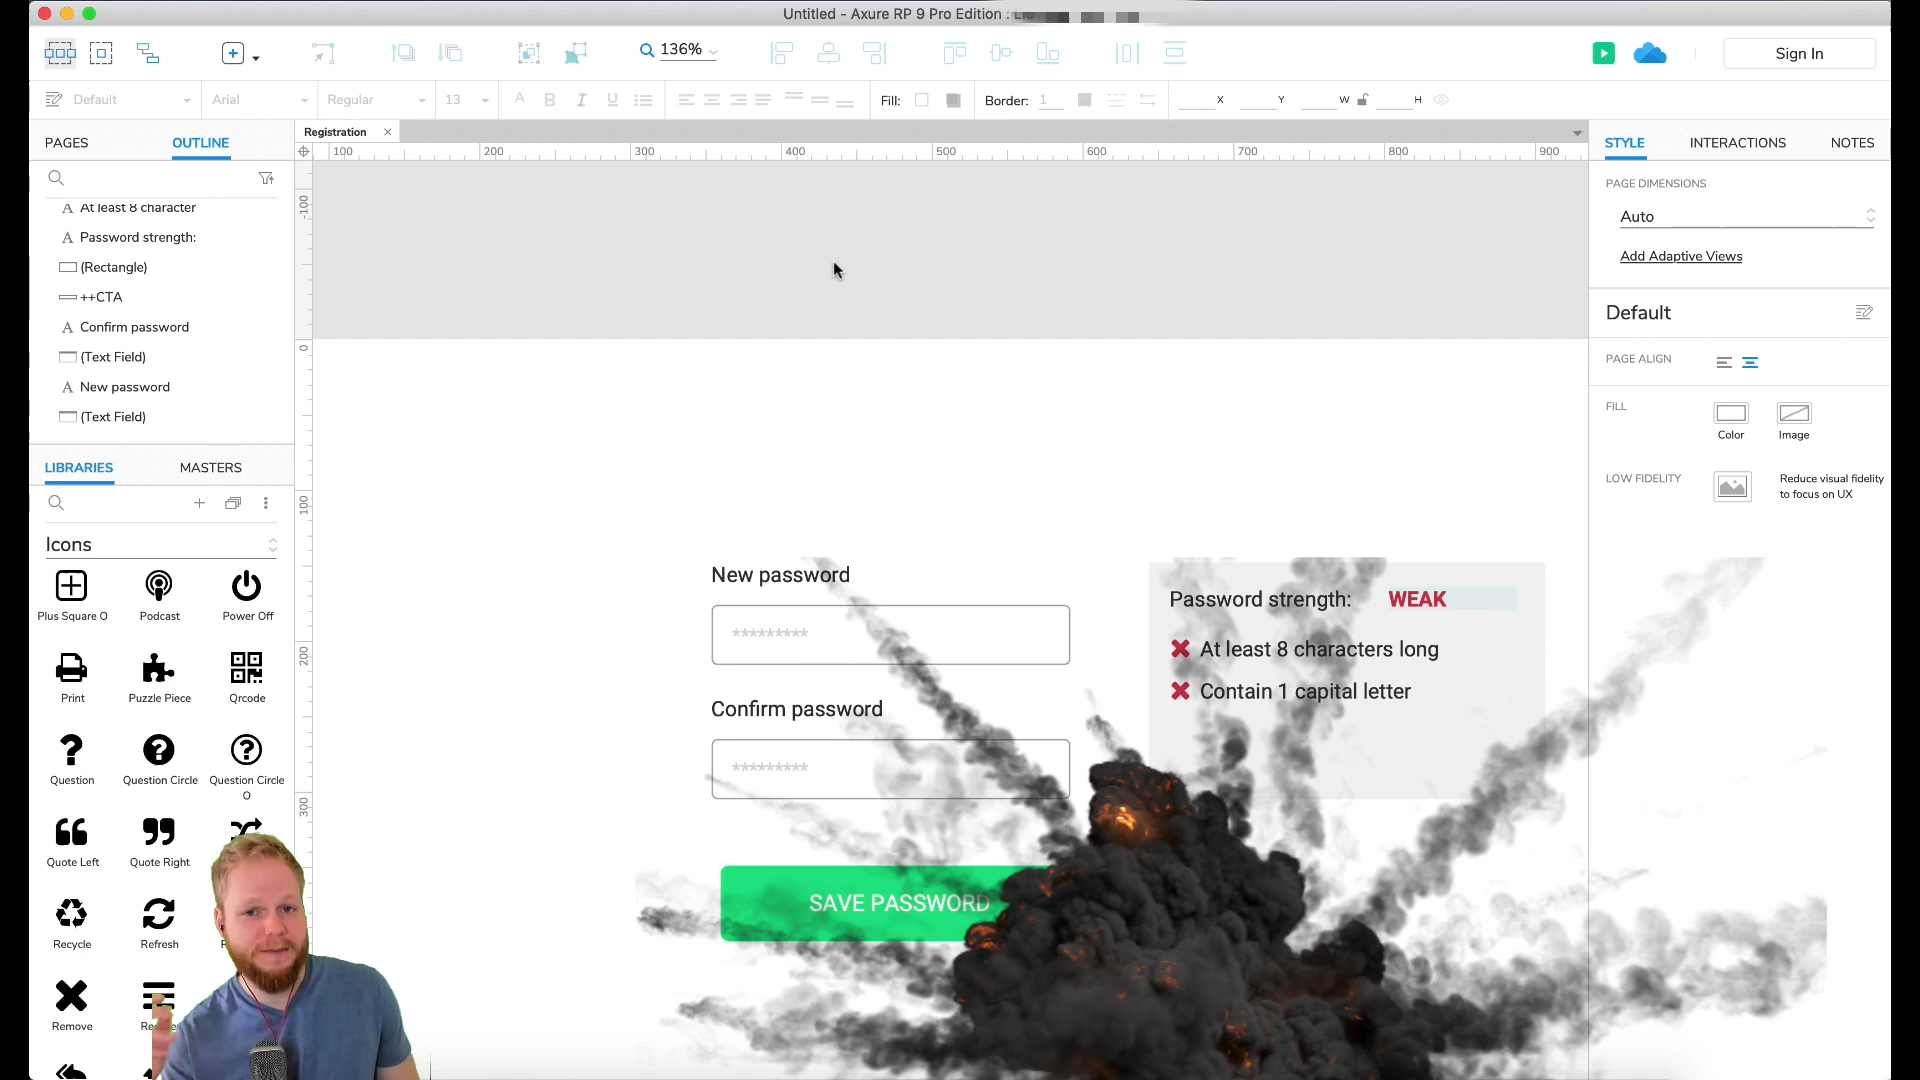 Untitled - Axure RP 9 Pro Edition :
136%
Sign In
Default
Arial
Regular
13
Fill:
Border: 1
X
Y
W
H
PAGES
OUTLINE
Registration
100
200
300
400
500
600
700
800
900
STYLE
INTERACTIONS
NOTES
At least 8 character
Password strength:
(Rectangle)
++CTA
Confirm password
(Text Field)
New password
(Text Field)
-100
0
100
200
300
PAGE DIMENSIONS
Auto
Add Adaptive Views
Default
PAGE ALIGN
FILL
Color
Image
LOW FIDELITY
Reduce visual fidelity
to focus on UX
LIBRARIES
MASTERS
Icons
Plus Square O
Podcast
Power Off
Print
Puzzle Piece
Qrcode
Question
Question Circle
Question Circle
O
Quote Left
Quote Right
Recycle
Refresh
Remove
New password
*********
Confirm password
*********
SAVE PASSWORD
Password strength: WEAK
At least 8 characters long
Contain 1 capital letter